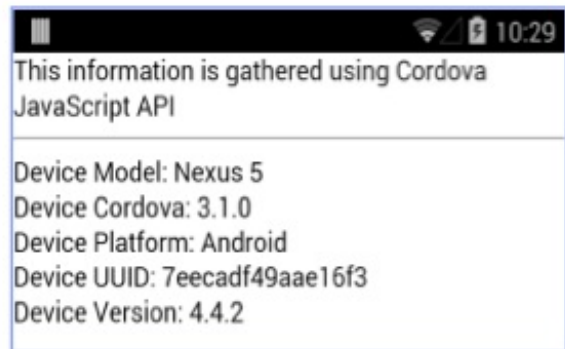 10:29
This information is gathered using Cordova
JavaScript API
Device Model: Nexus 5
Device Cordova: 3.1.0
Device Platform: Android
Device UUID: 7eecadf49aae16f3
Device Version: 4.4.2